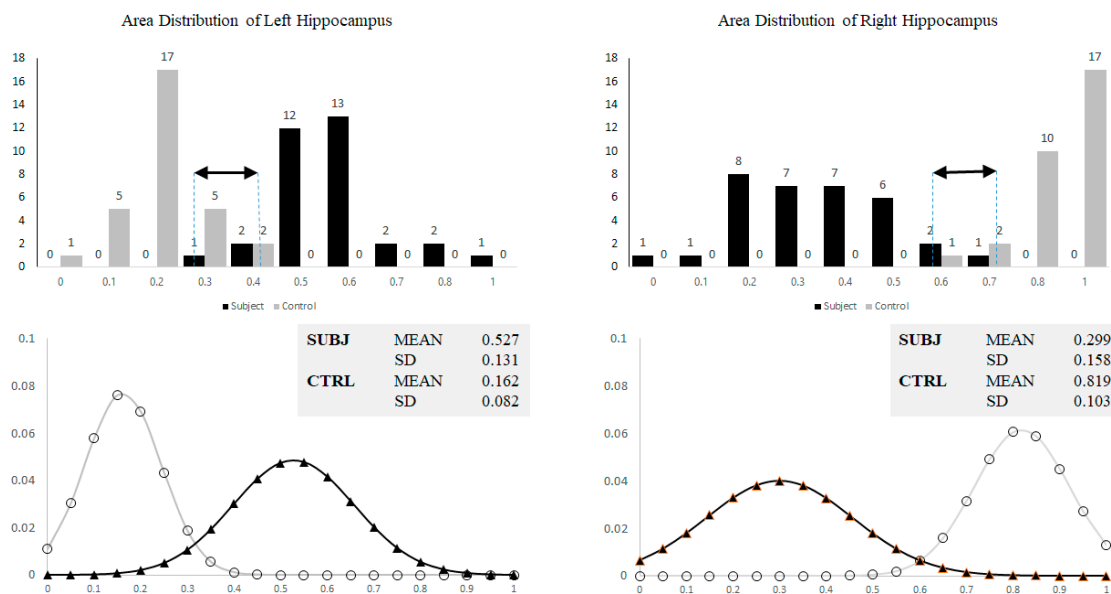 Area Distribution of Left Hippocampus
18
16
14
12
10
8
6
4
2
0
0 1 0 5 0 17 1 5 2 2 12 0 13 0 2 0 2 0 1 0
0 0.1 0.2 0.3 0.4 0.5 0.6 0.7 0.8 1
Subject Control
Area Distribution of Right Hippocampus
18
16
14
12
10
8
6
4
2
0
1 0 1 0 8 0 7 0 7 0 6 0 2 1 1 2 0 10 0 17
0 0.1 0.2 0.3 0.4 0.5 0.6 0.7 0.8 1
Subject Control
SUBJ MEAN 0.527
SD 0.131
CTRL MEAN 0.162
SD 0.082
0.1
0.08
0.06
0.04
0.02
0
0 0.1 0.2 0.3 0.4 0.5 0.6 0.7 0.8 0.9 1
SUBJ MEAN 0.299
SD 0.158
CTRL MEAN 0.819
SD 0.103
0.1
0.08
0.06
0.04
0.02
0
0 0.1 0.2 0.3 0.4 0.5 0.6 0.7 0.8 0.9 1